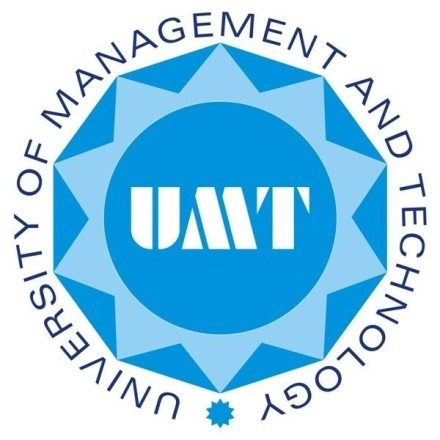 UNIVERSITY OF MANAGEMENT AND TECHNOLOGY
UMT